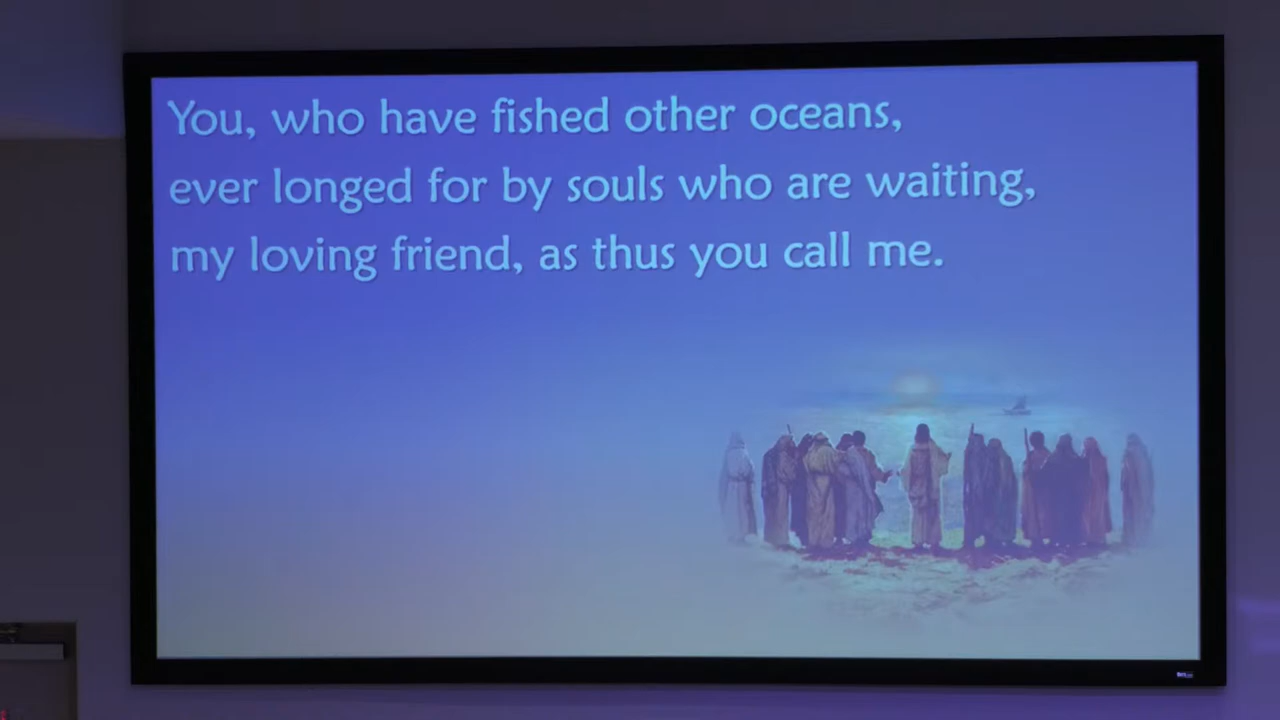 You, who have fished other oceans,
ever longed for by souls who are waiting,
my loving friend, as thus you call me.